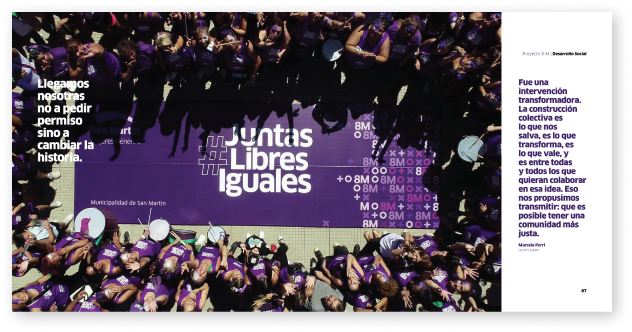 Proyecto 8 M | Desarrollo Social
Llegamos
nosotras
no a pedir
permiso
sino a
cambiar la
historia.
#Juntas
Libres
Iguales
Municipalidad de San Martín
Fue una
intervención
transformadora.
La construcción
colectiva es
lo que nos
salva, es lo que
transforma, es
lo que vale, y
es entre todas
y todos los que
quieran colaborar
en esa idea. Eso
nos propusimos
transmitir: que es
posible tener una
comunidad más
justa.
Marcela Ferri
67